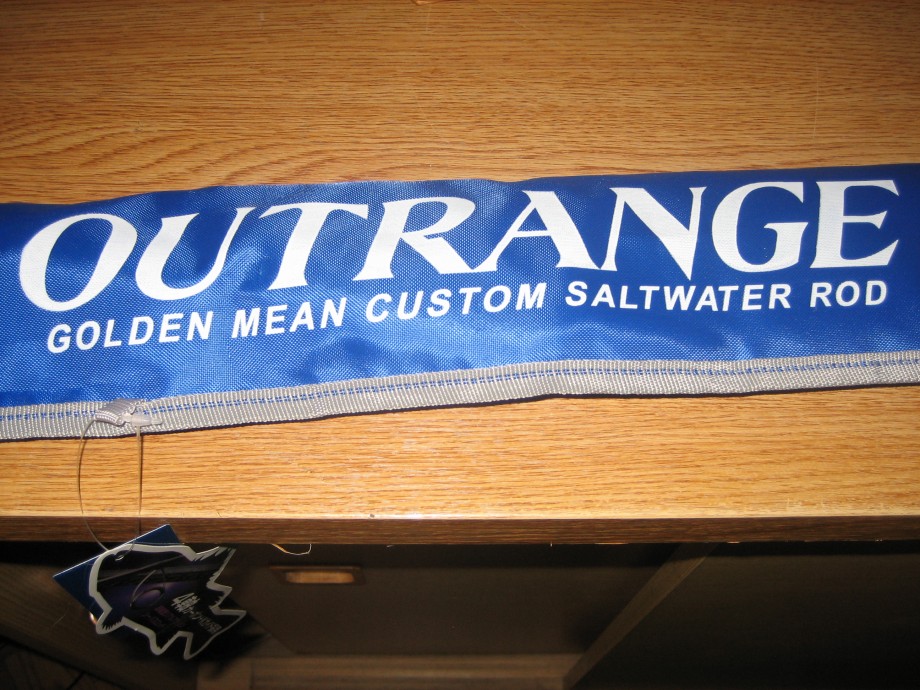 OUTRANGE
GOLDEN MEAN CUSTOM SALTWATER ROD